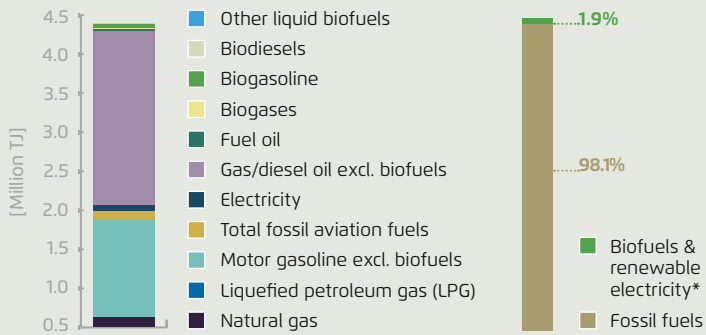 [Million TJ]
4.5
4.0
3.5
3.0
2.5
2.0
1.5
1.0
0.5
Other liquid biofuels
Biodiesels
Biogasoline
Biogases
Fuel oil
Gas/diesel oil excl. biofuels
Electricity
Total fossil aviation fuels
Motor gasoline excl. biofuels
Liquefied petroleum gas (LPG)
Natural gas
1.9%
98.1%
Biofuels &
renewable
electricity*
Fossil fuels